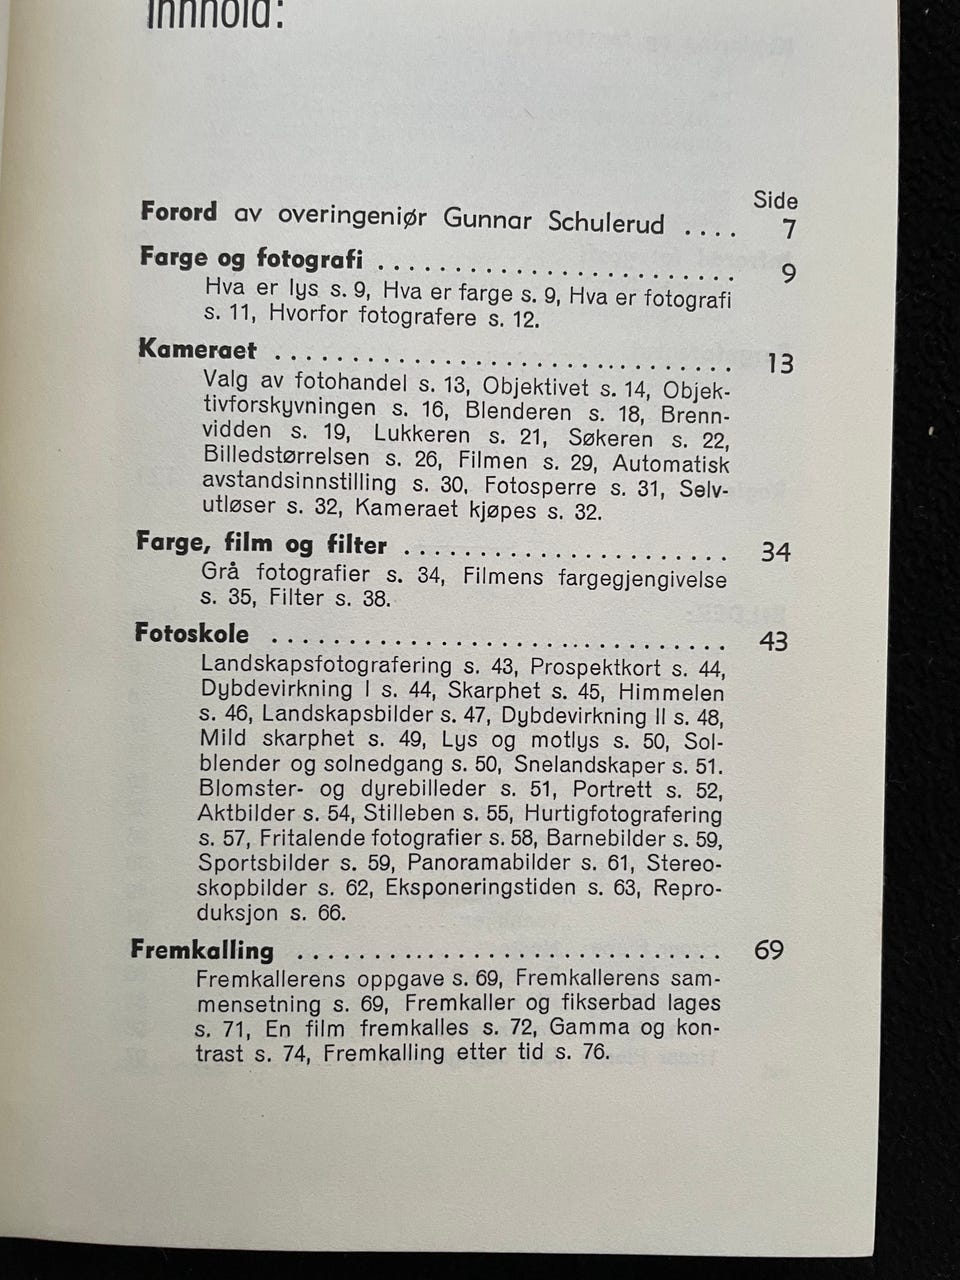 Innhold:
Side
Forord av overingeniør Gunnar Schulerud .... 7
Farge og fotografi ........................ 9
Hva er lys s. 9, Hva er farge s. 9, Hva er fotografi
s. 11, Hvorfor fotografere s. 12.
Kameraet .............................. 13
Valg av fotohandel s. 13, Objektivet s. 14, Objek-
tivforskyvningen s. 16, Blenderen s. 18, Brenn-
vidden s. 19, Lukkeren s. 21, Søkeren s. 22,
Billedstørrelsen s. 26, Filmen s. 29, Automatisk
avstandsinnstilling s. 30, Fotosperre s. 31, Selv-
utløser s. 32, Kameraet kjøpes s. 32.
Farge, film og filter ...................... 34
Grå fotografier s. 34, Filmens fargegjengivelse
s. 35, Filter s. 38.
Fotoskole .............................. 43
Landskapsfotografering s. 43, Prospektkort s. 44,
Dybdevirkning I s. 44, Skarphet s. 45, Himmelen
s. 46, Landskapsbilder s. 47, Dybdevirkning II s. 48,
Mild skarphet s. 49, Lys og motlys s. 50, Sol-
blender og solnedgang s. 50, Snelandskaper s. 51.
Blomster- og dyrebilleder s. 51, Portrett s. 52,
Aktbilder s. 54, Stilleben s. 55, Hurtigfotografering
s. 57, Fritalende fotografier s. 58, Barnebilder s. 59,
Sportsbilder s. 59, Panoramabilder s. 61, Stereo-
skopbilder s. 62, Eksponeringstiden s. 63, Repro-
duksjon s. 66.
Fremkalling ............................ 69
Fremkallerens oppgave s. 69, Fremkallerens sam-
mensetning s. 69, Fremkaller og fikserbad lages
s. 71, En film fremkalles s. 72, Gamma og kon-
trast s. 74, Fremkalling etter tid s. 76.